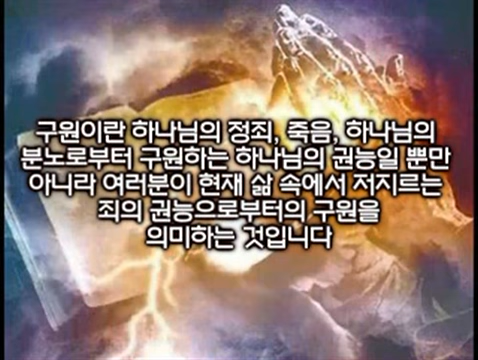 구원이란 하나님의 정죄, 죽음, 하나님의
분노로부터 구원하는 하나님의 권능일 뿐만
아니라 여러분이 현재 삶 속에서 저지르는
죄의 권능으로부터의 구원을
의미하는 것입니다